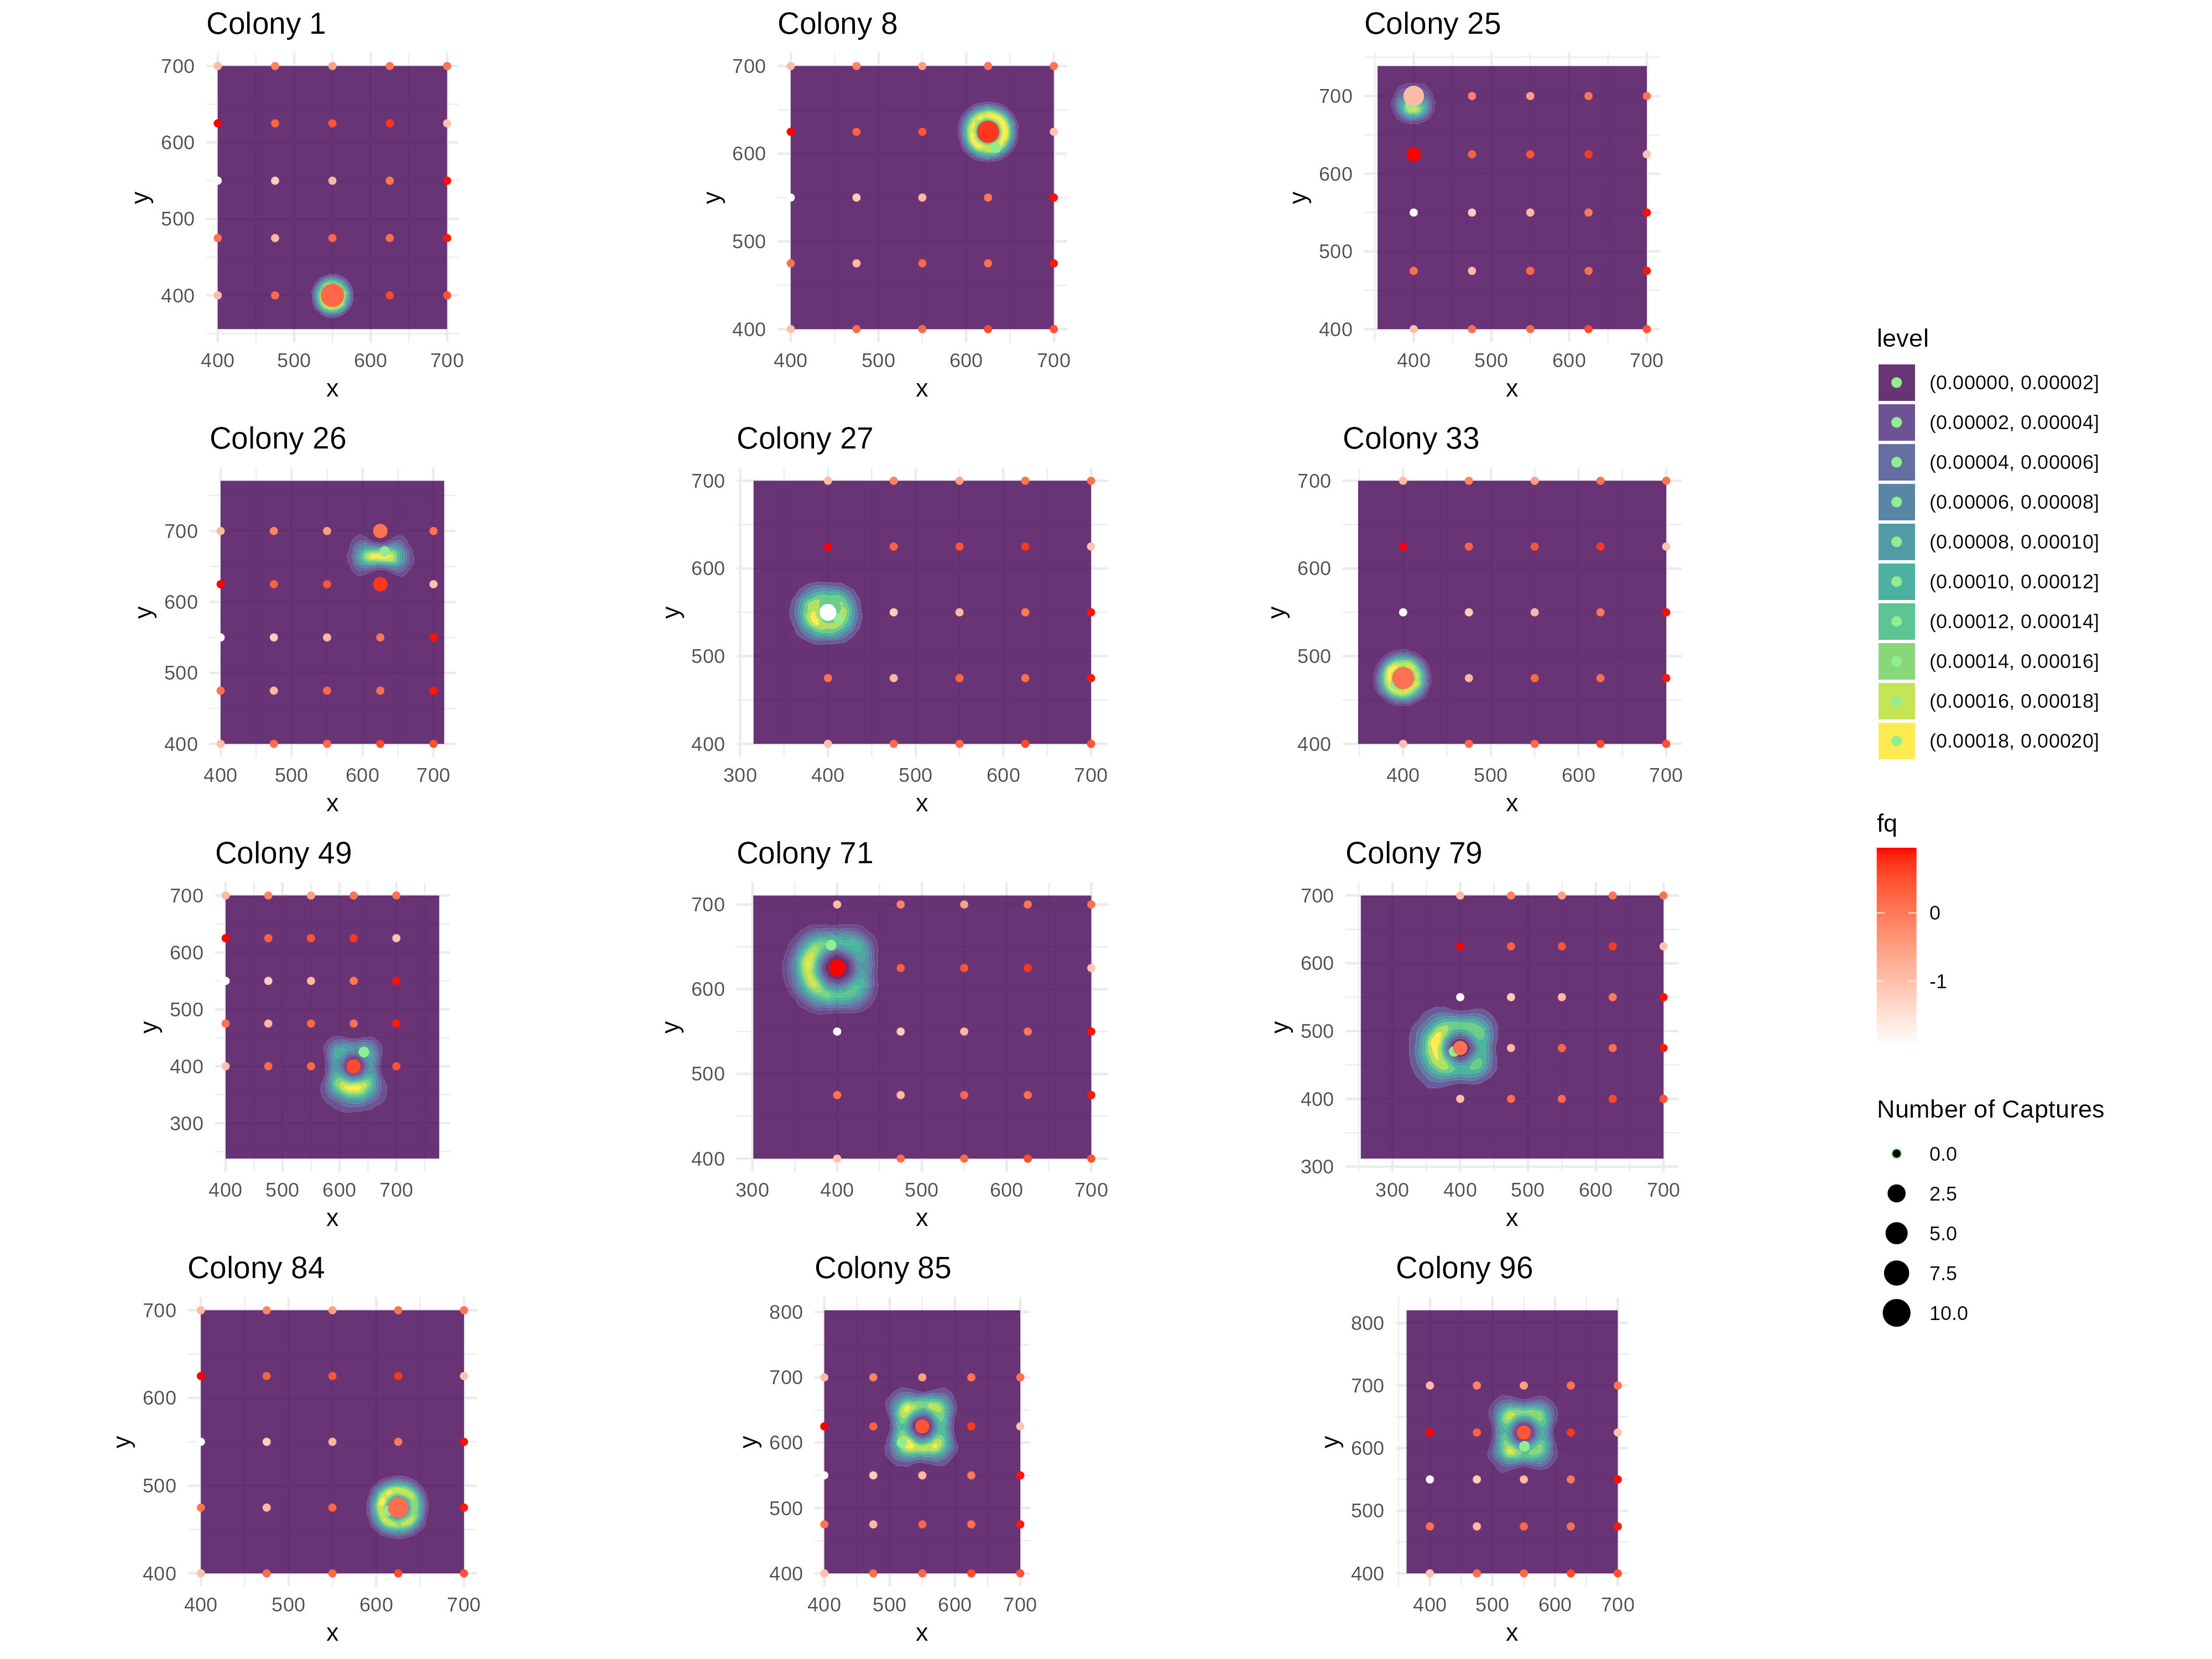 Colony 1
700
600
500
400
y
400 500 600 700
x
Colony 8
700
600
500
400
y
400 500 600 700
x
Colony 25
700
600
500
400
y
400 500 600 700
x
Colony 26
700
600
500
400
y
400 500 600 700
x
Colony 27
700
600
500
400
y
300 400 500 600 700
x
Colony 33
700
600
500
400
y
400 500 600 700
x
Colony 49
700
600
500
400
300
y
400 500 600 700
x
Colony 71
700
600
500
400
y
300 400 500 600 700
x
Colony 79
700
600
500
400
300
y
300 400 500 600 700
x
Colony 84
700
600
500
400
y
400 500 600 700
x
Colony 85
800
700
600
500
400
y
400 500 600 700
x
Colony 96
800
700
600
500
400
y
400 500 600 700
x
level
(0.00000, 0.00002]
(0.00002, 0.00004]
(0.00004, 0.00006]
(0.00006, 0.00008]
(0.00008, 0.00010]
(0.00010, 0.00012]
(0.00012, 0.00014]
(0.00014, 0.00016]
(0.00016, 0.00018]
(0.00018, 0.00020]
fq
0
-1
Number of Captures
0.0
2.5
5.0
7.5
10.0